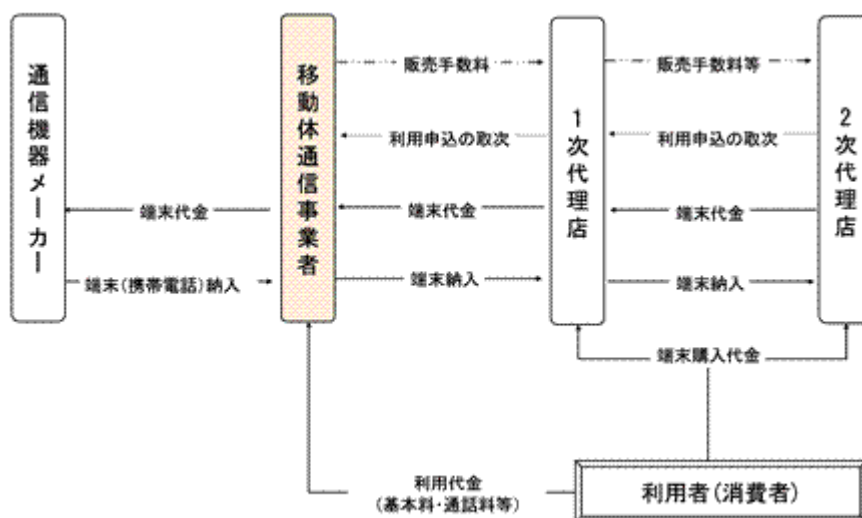 通信機器メーカー
移動体通信事業者
1次代理店
2次代理店
販売手数料
販売手数料等
利用申込の取次
利用申込の取次
端末代金
端末代金
端末代金
端末(携帯電話)納入
端末納入
端末納入
端末購入代金
利用代金
(基本料・通話料等)
利用者(消費者)